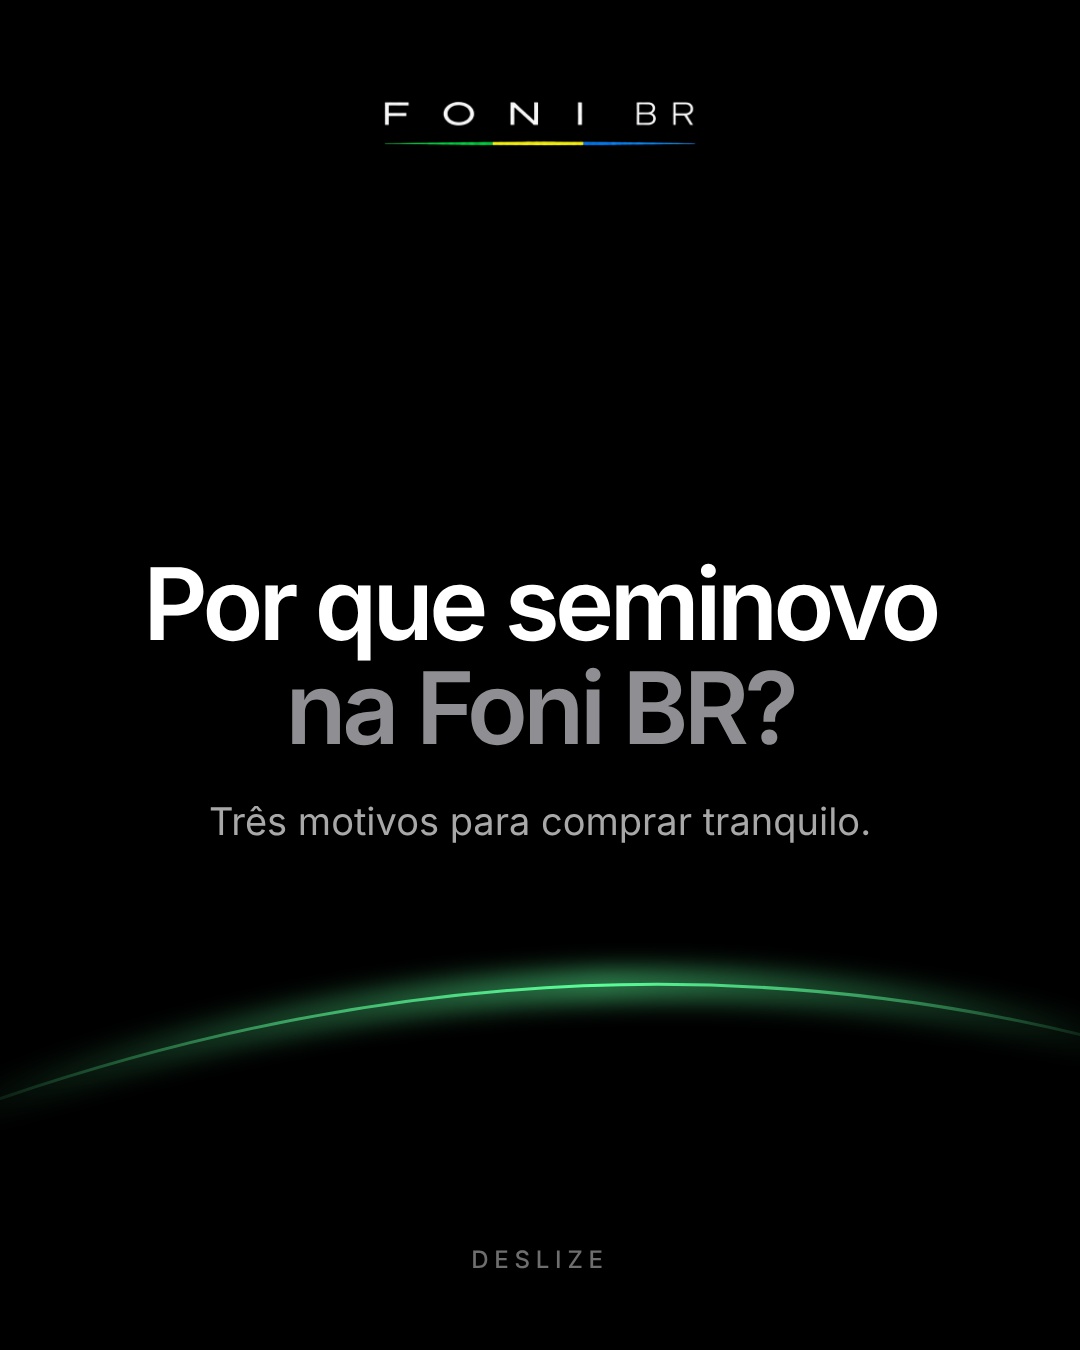 FONI BR
Por que seminovo
na Foni BR?
Três motivos para comprar tranquilo.
DESLIZE